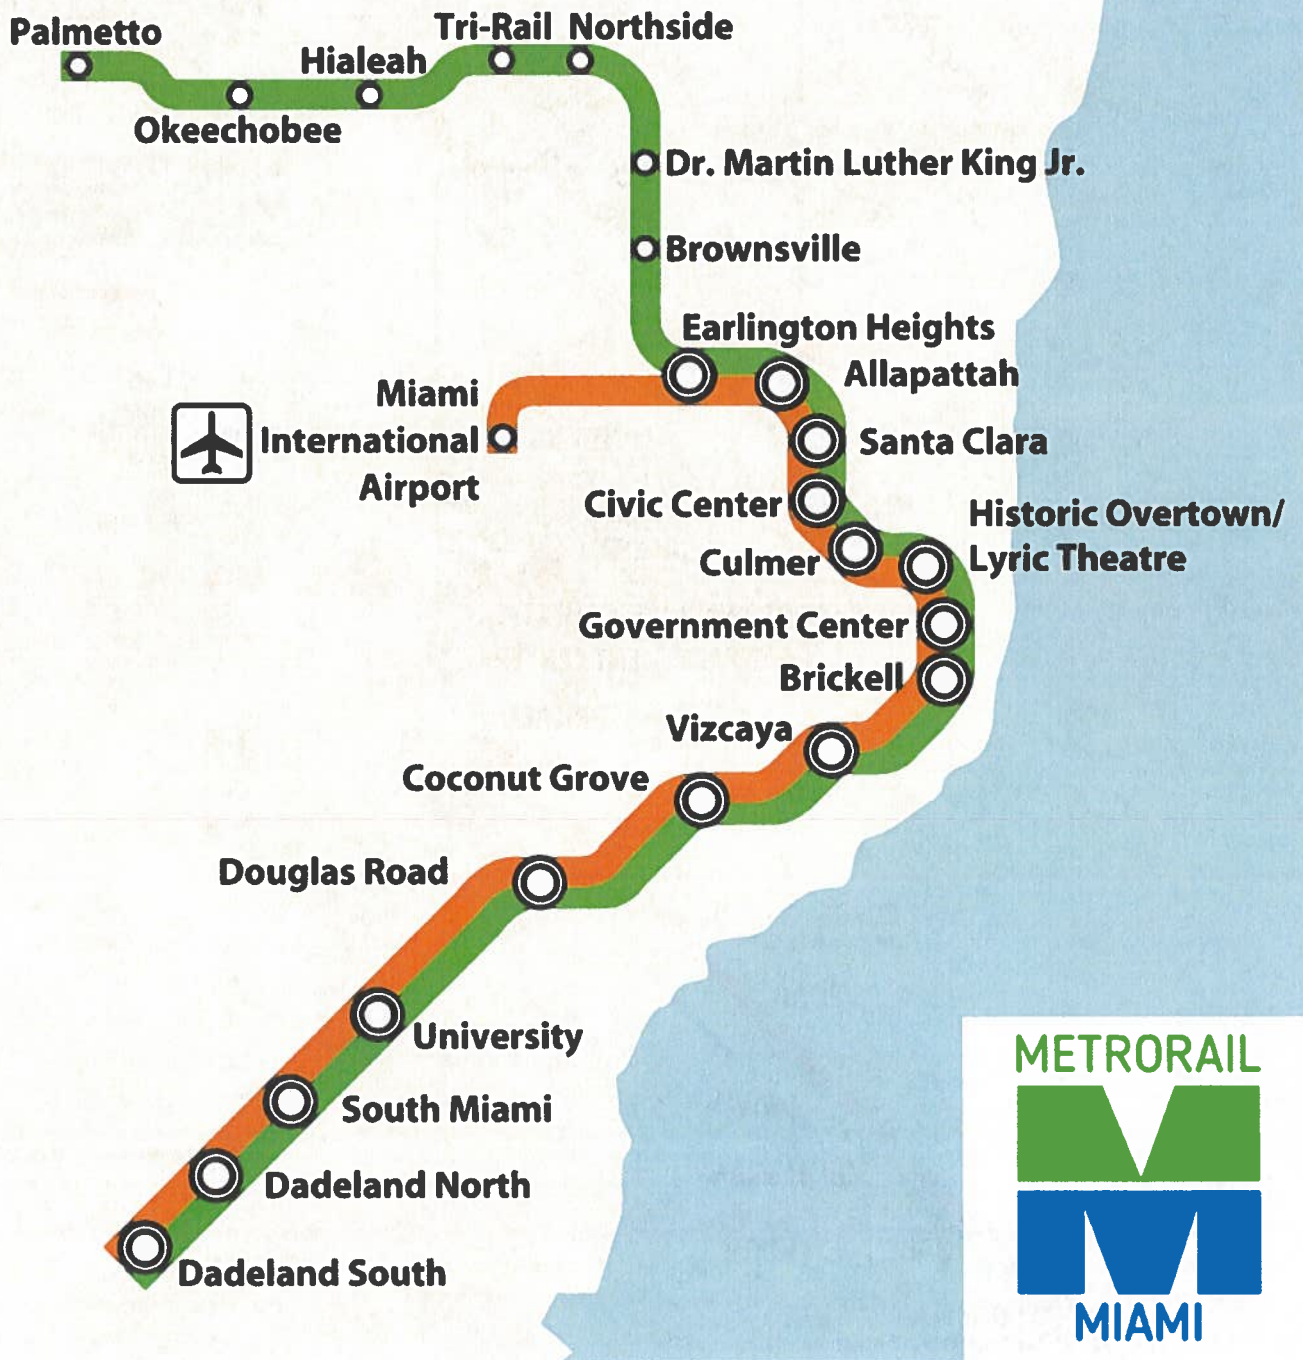 Palmetto
Tri-Rail Northside
Hialeah
Okeechobee
Dr. Martin Luther King Jr.
Brownsville
Earlington Heights
Allapattah
Miami
International
Airport
Santa Clara
Civic Center
Historic Overtown/
Lyric Theatre
Culmer
Government Center
Brickell
Vizcaya
Coconut Grove
Douglas Road
University
South Miami
Dadeland North
Dadeland South
METRORAIL
MIAMI